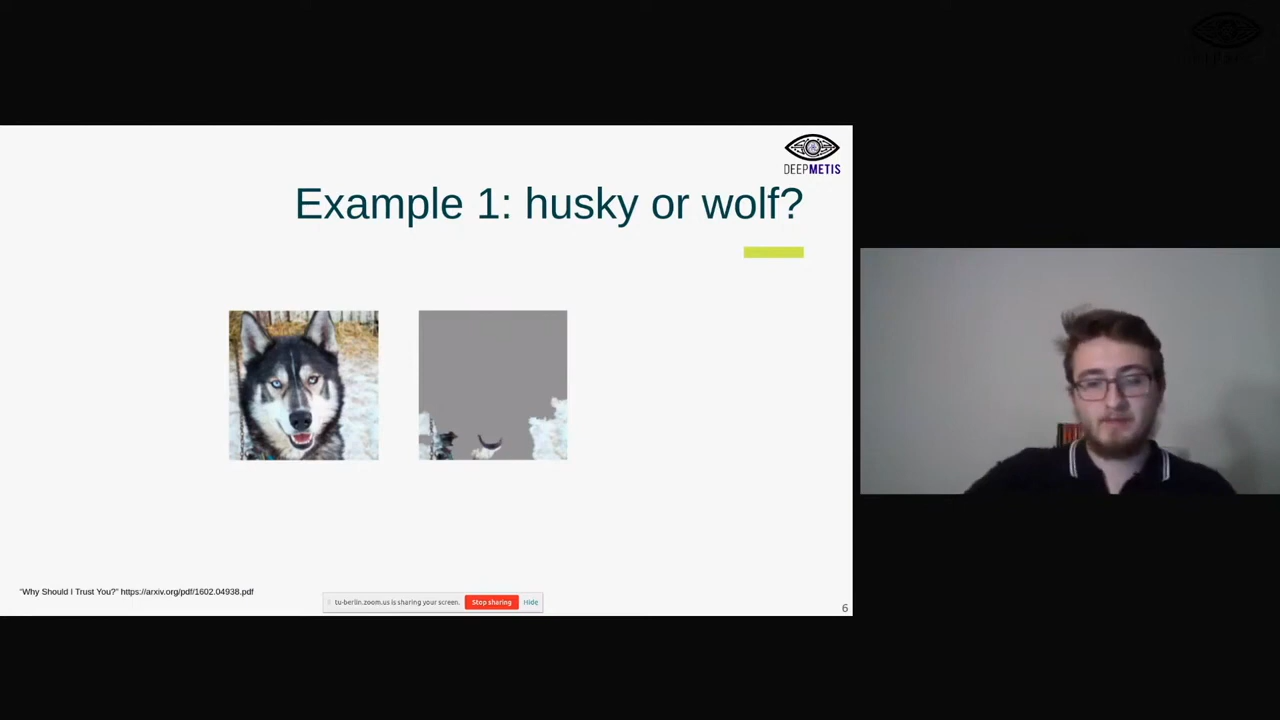 DEEPMETIS
Example 1: husky or wolf?
"Why Should I Trust You?" https://arxiv.org/pdf/1602.04938.pdf
tu-berlin.zoom.us is sharing your screen. Stop sharing Hide
6